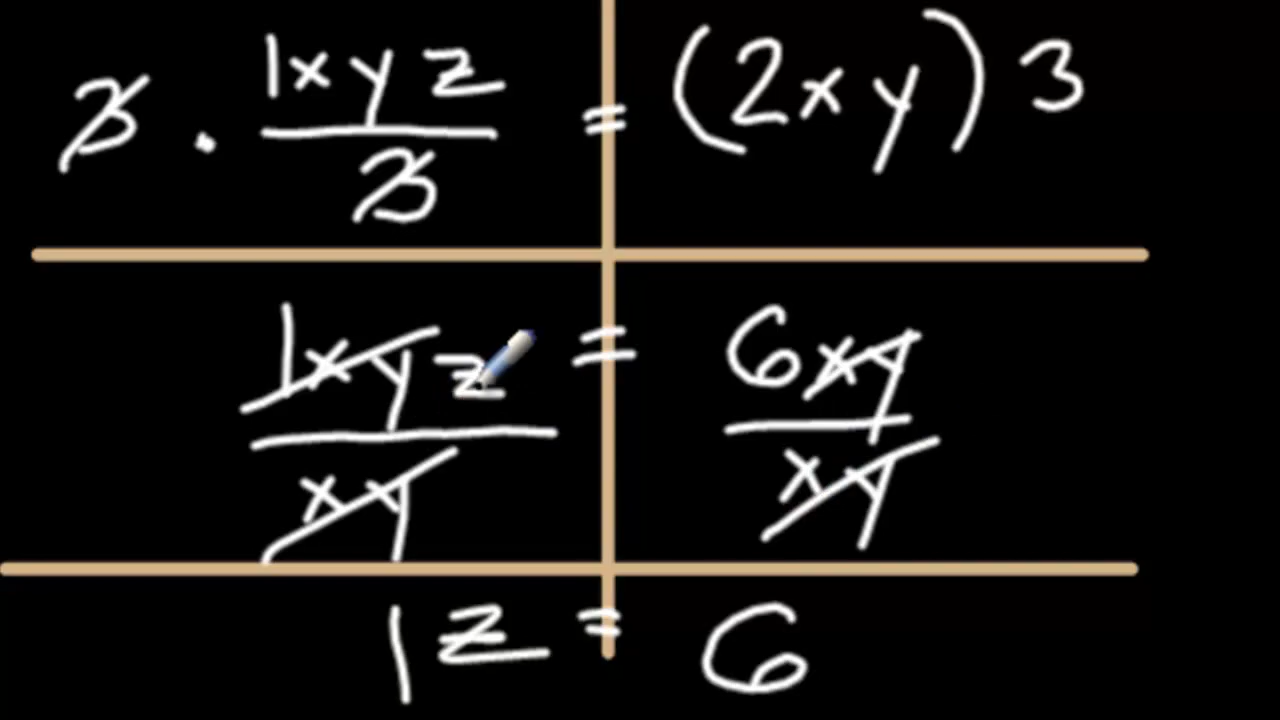 3 · 1xyz/3 = (2xy)3
1xyz/xy = 6xy/xy
1z = 6